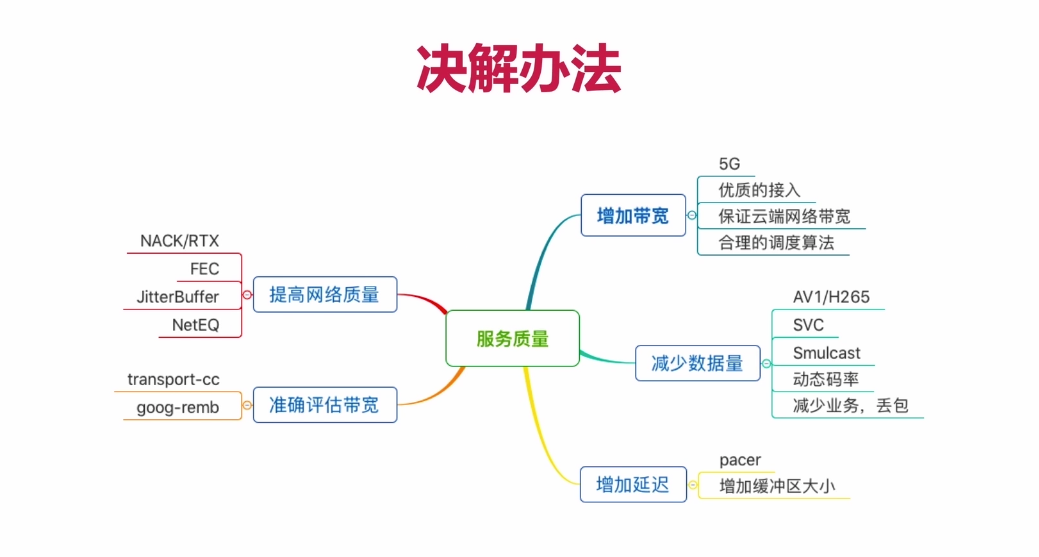 决解办法
服务质量
增加带宽
5G
优质的接入
保证云端网络带宽
合理的调度算法
减少数据量
AV1/H265
SVC
Smulcast
动态码率
减少业务，丢包
增加延迟
pacer
增加缓冲区大小
提高网络质量
NACK/RTX
FEC
JitterBuffer
NetEQ
准确评估带宽
transport-cc
goog-remb